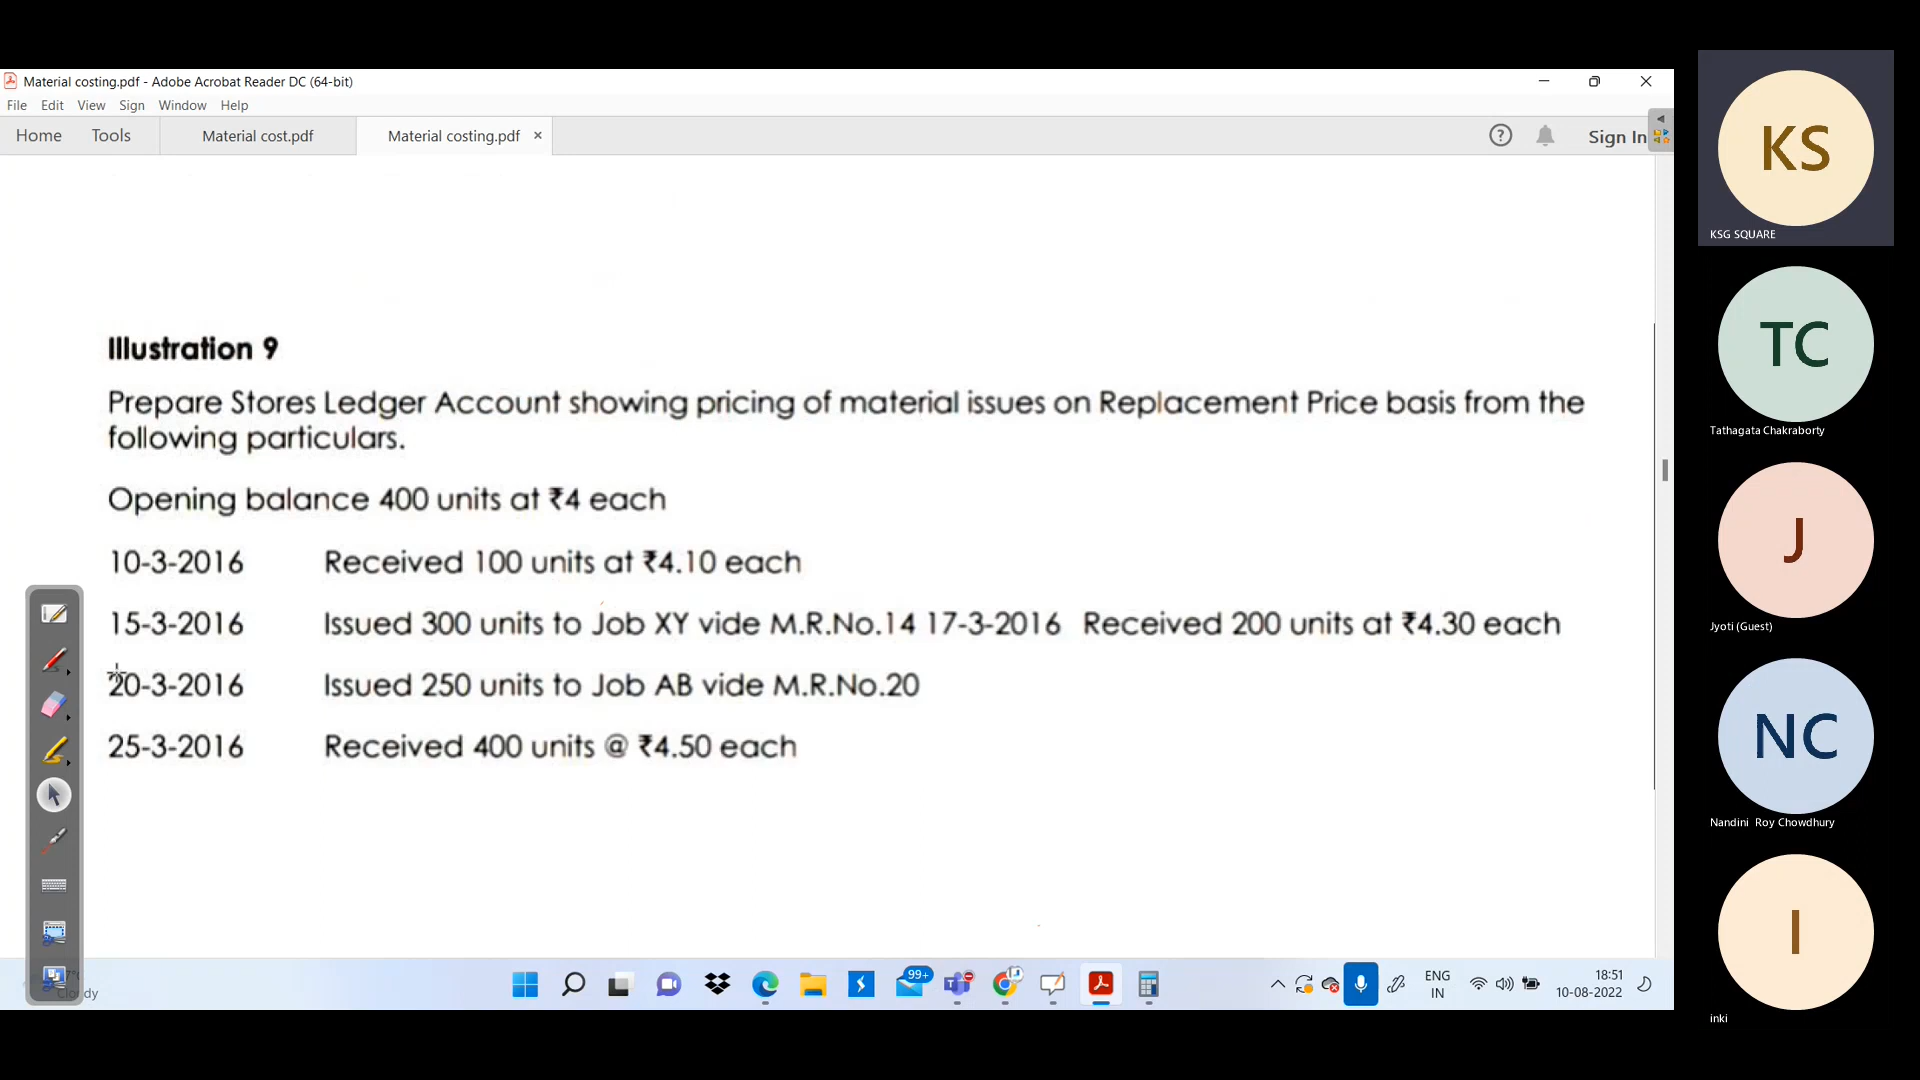 Material costing.pdf - Adobe Acrobat Reader DC (64-bit)
File Edit View Sign Window Help
Home Tools Material cost.pdf Material costing.pdf × Sign In
Illustration 9
Prepare Stores Ledger Account showing pricing of material issues on Replacement Price basis from the
following particulars.
Opening balance 400 units at ₹4 each
10-3-2016 Received 100 units at ₹4.10 each
15-3-2016 Issued 300 units to Job XY vide M.R.No.14 17-3-2016 Received 200 units at ₹4.30 each
20-3-2016 Issued 250 units to Job AB vide M.R.No.20
25-3-2016 Received 400 units @ ₹4.50 each
99+
ENG
IN
18:51
10-08-2022
KS
KSG SQUARE
TC
Tathagata Chakraborty
J
Jyoti (Guest)
NC
Nandini Roy Chowdhury
I
inki